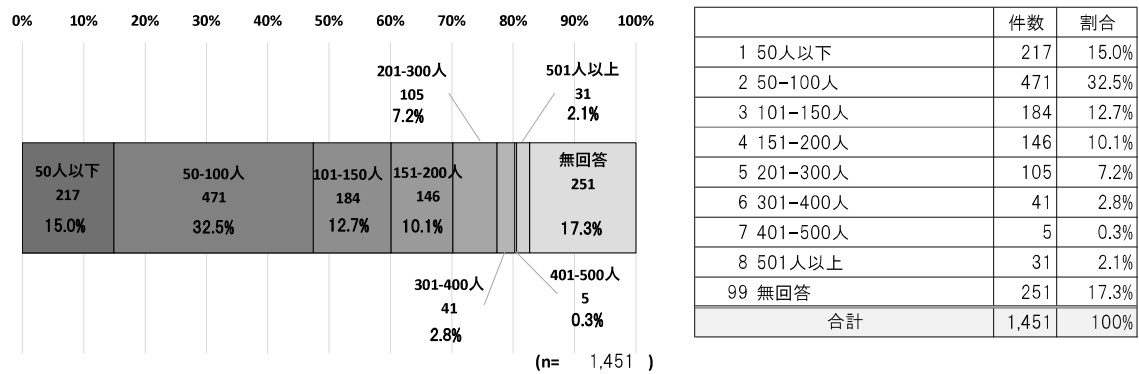 0% 10% 20% 30% 40% 50% 60% 70% 80% 90% 100%
201-300人
105
7.2%
501人以上
31
2.1%
50人以下
217
15.0%
50-100人
471
32.5%
101-150人
184
12.7%
151-200人
146
10.1%
無回答
251
17.3%
301-400人
41
2.8%
401-500人
5
0.3%
(n= 1,451 )
件数 割合
1 50人以下 217 15.0%
2 50-100人 471 32.5%
3 101-150人 184 12.7%
4 151-200人 146 10.1%
5 201-300人 105 7.2%
6 301-400人 41 2.8%
7 401-500人 5 0.3%
8 501人以上 31 2.1%
99 無回答 251 17.3%
合計 1,451 100%